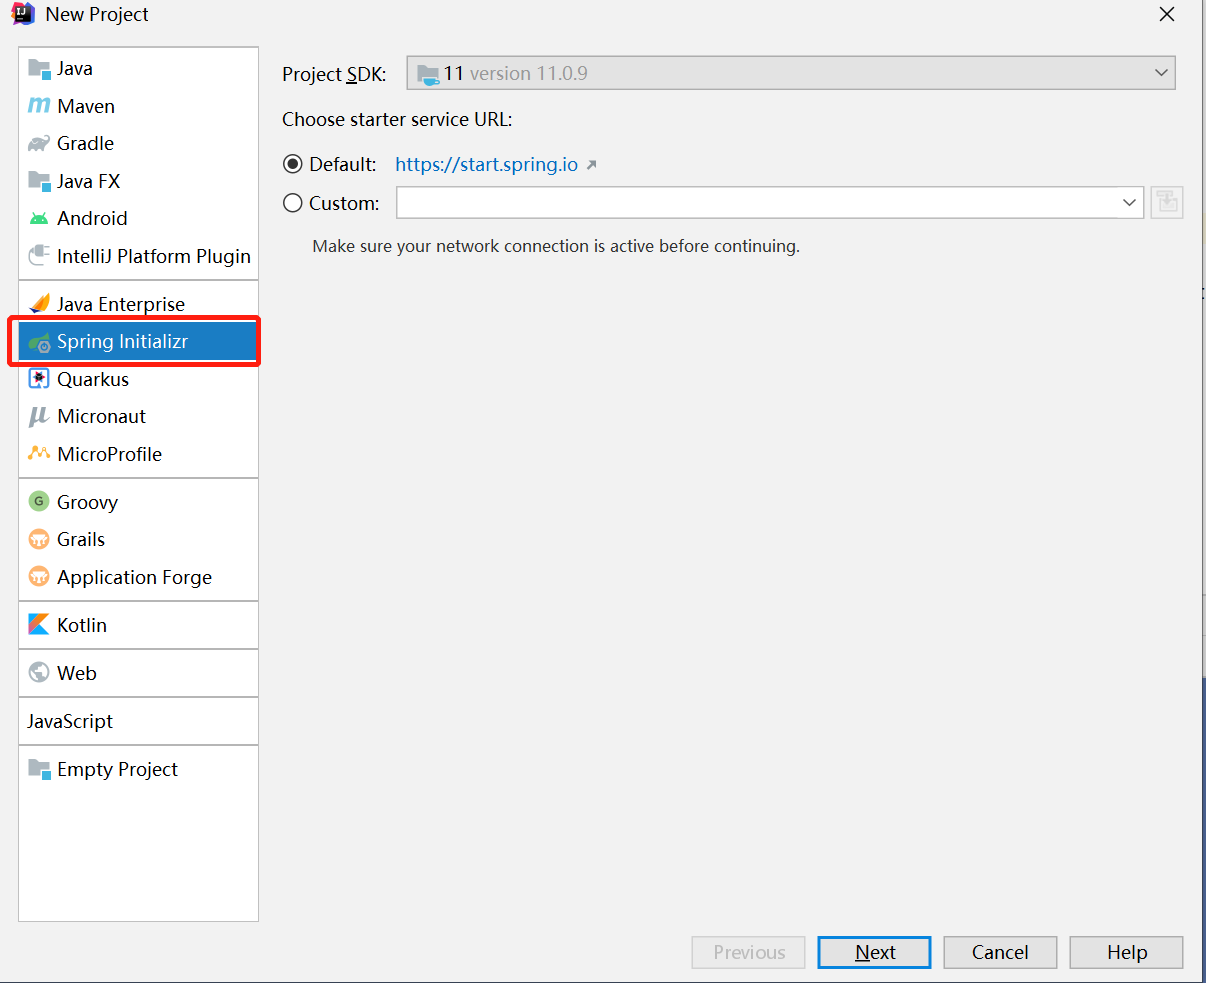 New Project
Java
Maven
Gradle
Java FX
Android
IntelliJ Platform Plugin
Java Enterprise
Spring Initializr
Quarkus
Micronaut
MicroProfile
Groovy
Grails
Application Forge
Kotlin
Web
JavaScript
Empty Project
Project SDK: 11 version 11.0.9
Choose starter service URL:
Default: https://start.spring.io
Custom:
Make sure your network connection is active before continuing.
Previous Next Cancel Help